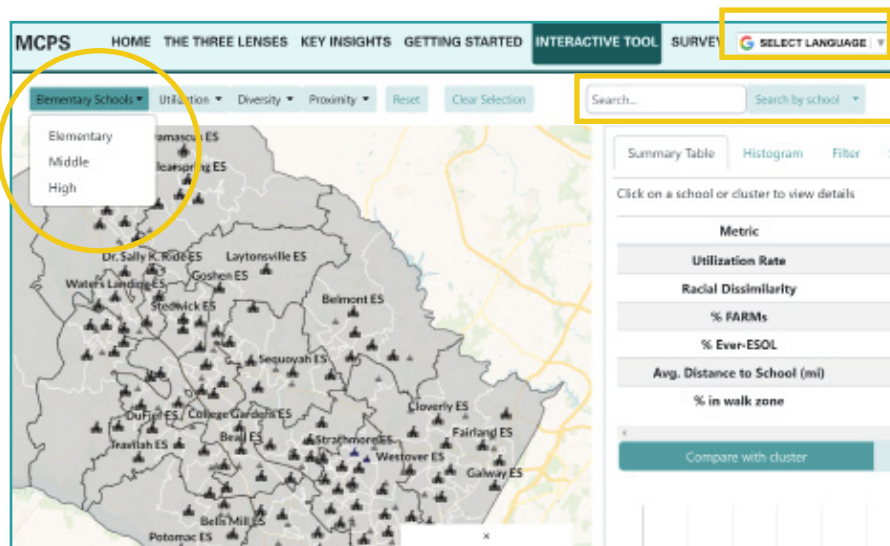 MCPS HOME THE THREE LENSES KEY INSIGHTS GETTING STARTED INTERACTIVE TOOL SURVEY SELECT LANGUAGE
Elementary Schools Utilization Diversity Proximity Reset Clear Selection Search... Search by school
Elementary
Middle
High
Damascus ES
Clearspring ES
Summary Table Histogram Filter
Click on a school or cluster to view details
Metric
Utilization Rate
Racial Dissimilarity
% FARMs
% Ever-ESOL
Avg. Distance to School (mi)
% in walk zone
Compare with cluster
Dr. Sally K. Ride ES
Laytonsville ES
Goshen ES
Waters Landing ES
Stedwick ES
Belmont ES
Sequoyah ES
DuFief ES
College Gardens ES
Cloverly ES
Beall ES
Strathmore ES
Fairland ES
Travilah ES
Westover ES
Galway ES
Bells Mill ES
Potomac ES
×